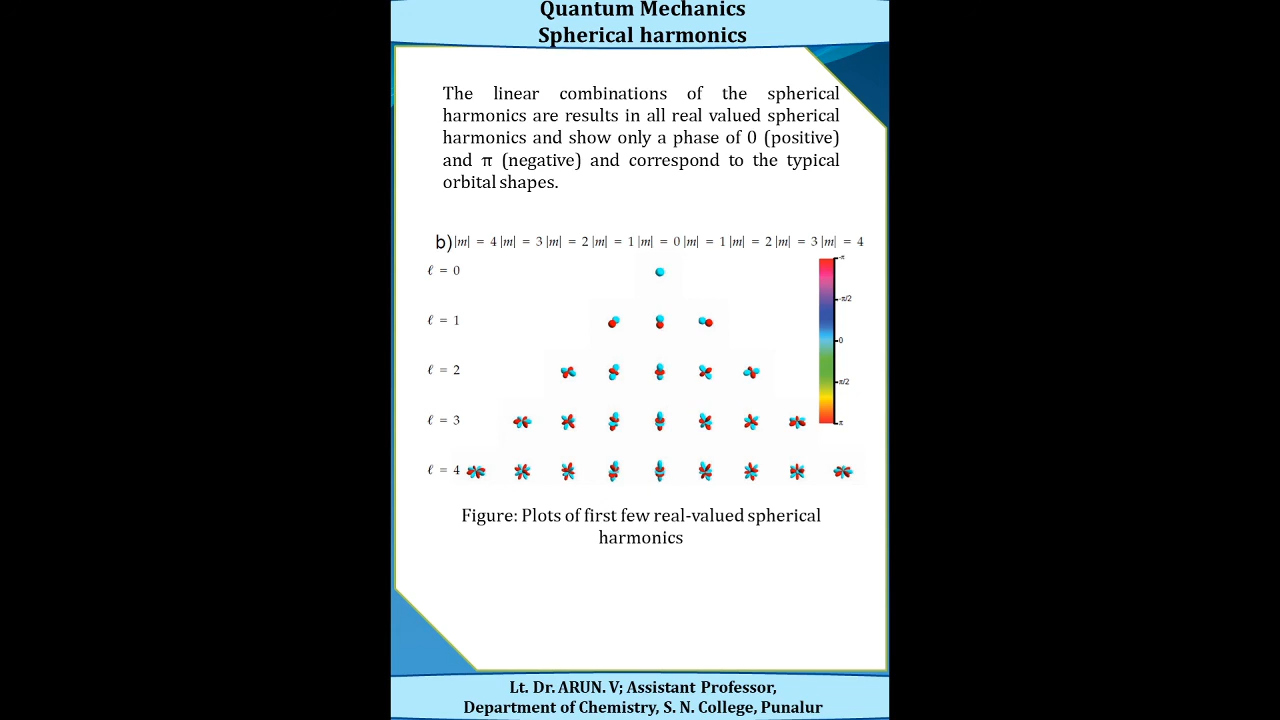 Quantum Mechanics
Spherical harmonics
The linear combinations of the spherical
harmonics are results in all real valued spherical
harmonics and show only a phase of 0 (positive)
and π (negative) and correspond to the typical
orbital shapes.
b) |m| = 4 |m| = 3 |m| = 2 |m| = 1 |m| = 0 |m| = 1 |m| = 2 |m| = 3 |m| = 4
-π
ℓ = 0
-π/2
ℓ = 1
0
ℓ = 2
π/2
ℓ = 3
π
ℓ = 4
Figure: Plots of first few real-valued spherical
harmonics
Lt. Dr. ARUN. V; Assistant Professor,
Department of Chemistry, S. N. College, Punalur